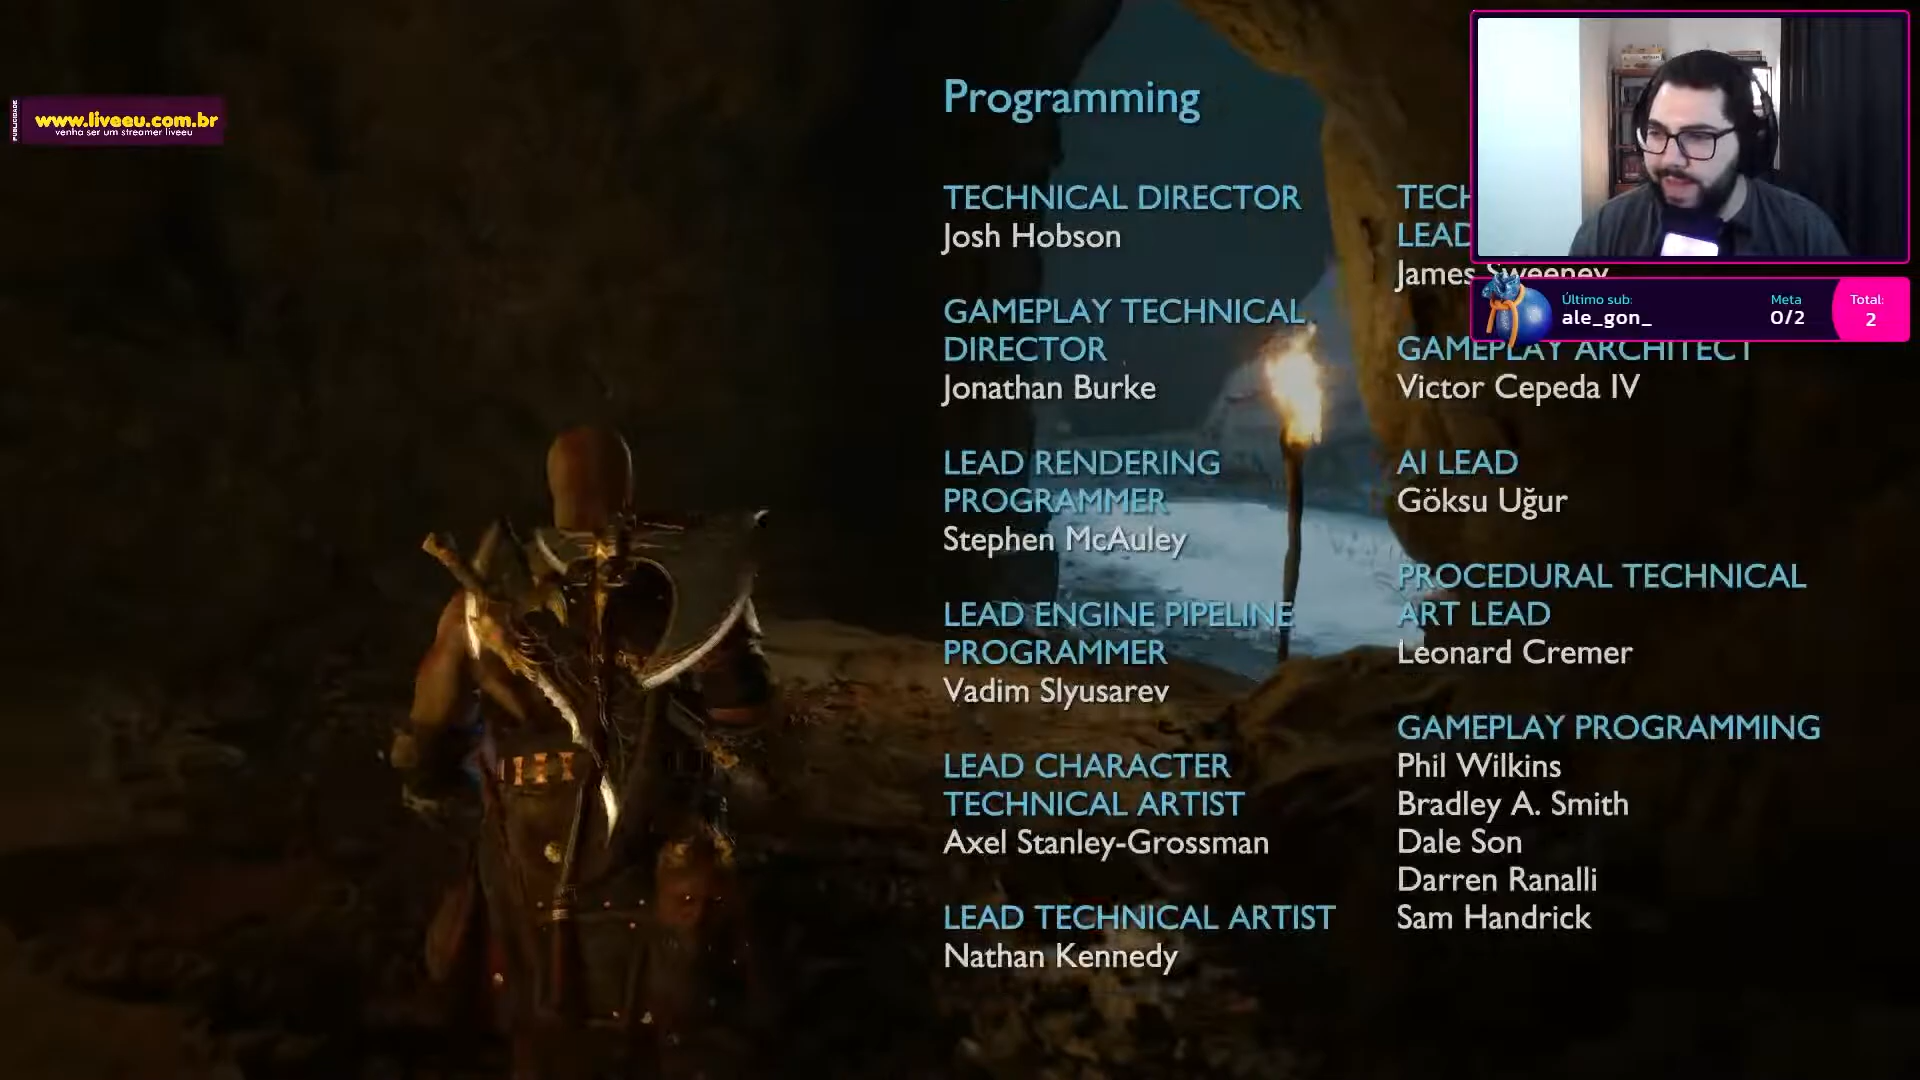 PUBLICIDADE
www.liveeu.com.br
venha ser um streamer liveeu
Programming
TECHNICAL DIRECTOR
Josh Hobson
GAMEPLAY TECHNICAL
DIRECTOR
Jonathan Burke
LEAD RENDERING
PROGRAMMER
Stephen McAuley
LEAD ENGINE PIPELINE
PROGRAMMER
Vadim Slyusarev
LEAD CHARACTER
TECHNICAL ARTIST
Axel Stanley-Grossman
LEAD TECHNICAL ARTIST
Nathan Kennedy
LEAD
James Sweeney
GAMEPLAY ARCHITECT
Victor Cepeda IV
AI LEAD
Göksu Uğur
PROCEDURAL TECHNICAL
ART LEAD
Leonard Cremer
GAMEPLAY PROGRAMMING
Phil Wilkins
Bradley A. Smith
Dale Son
Darren Ranalli
Sam Handrick
Último sub:
ale_gon_
Meta
0/2
Total:
2